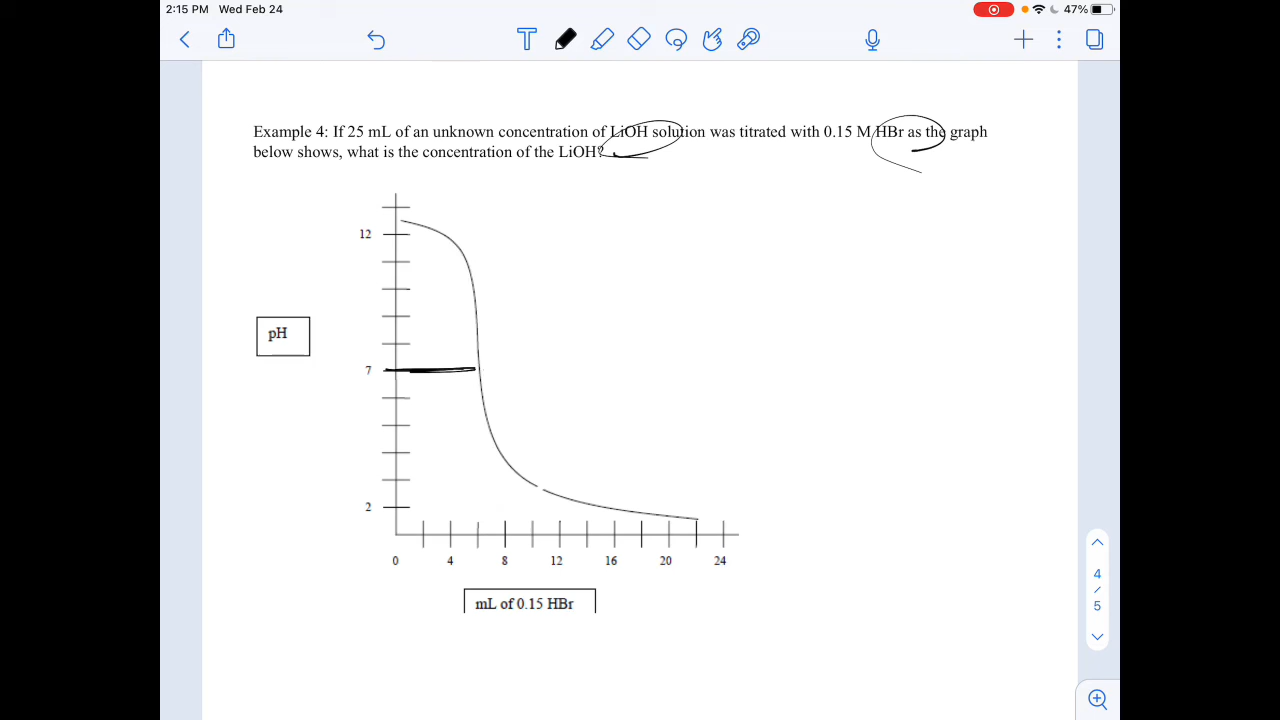 2:15 PM Wed Feb 24
47%
T
Example 4: If 25 mL of an unknown concentration of LiOH solution was titrated with 0.15 M HBr as the graph
below shows, what is the concentration of the LiOH?
12
pH
7
2
0 4 8 12 16 20 24
mL of 0.15 HBr
4
/
5